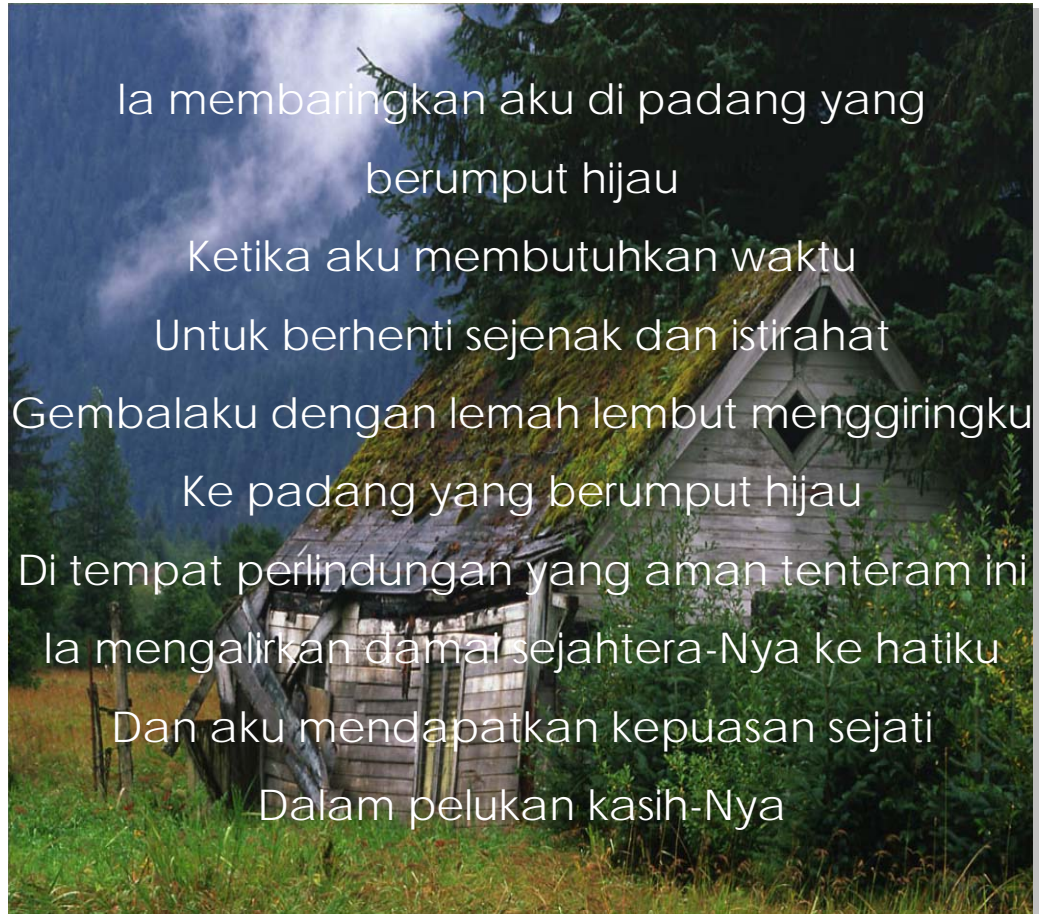 Ia membaringkan aku di padang yang
berumput hijau
Ketika aku membutuhkan waktu
Untuk berhenti sejenak dan istirahat
Gembalaku dengan lemah lembut menggiringku
Ke padang yang berumput hijau
Di tempat perlindungan yang aman tenteram ini
Ia mengalirkan damai sejahtera-Nya ke hatiku
Dan aku mendapatkan kepuasan sejati
Dalam pelukan kasih-Nya